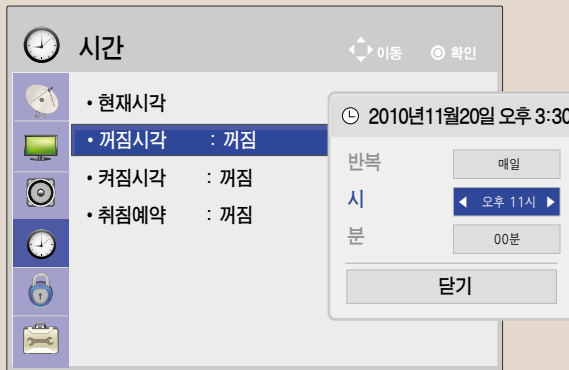 시간
이동 확인
• 현재시각
• 꺼짐시각 : 꺼짐
• 켜짐시각 : 꺼짐
• 취침예약 : 꺼짐
2010년11월20일 오후 3:30
반복 매일
시 ◀ 오후 11시 ▶
분 00분
닫기